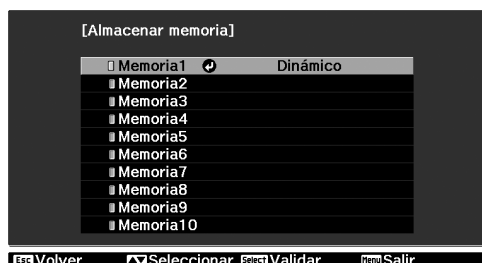 [Almacenar memoria]
Memoria1 Dinámico
Memoria2
Memoria3
Memoria4
Memoria5
Memoria6
Memoria7
Memoria8
Memoria9
Memoria10
Esc Volver Seleccionar Select Validar Menu Salir